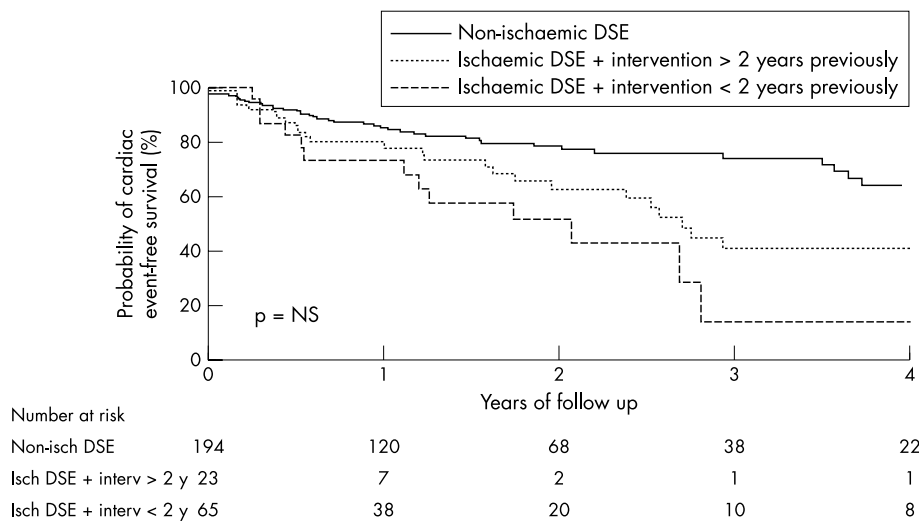 Non-ischaemic DSE
Ischaemic DSE + intervention > 2 years previously
Ischaemic DSE + intervention < 2 years previously
Probability of cardiac
event-free survival (%)
100
80
60
40
20
0
p = NS
0 1 2 3 4
Years of follow up
Number at risk
Non-isch DSE 194 120 68 38 22
Isch DSE + interv > 2 y 23 7 2 1 1
Isch DSE + interv < 2 y 65 38 20 10 8